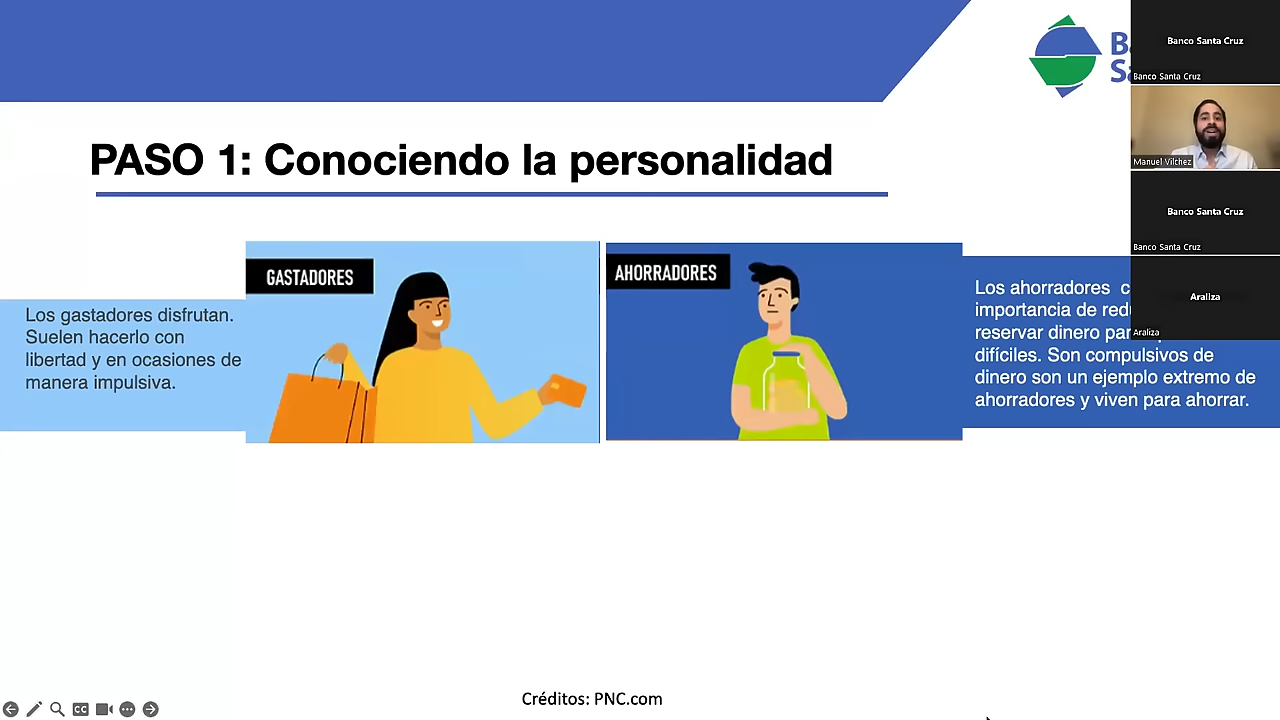 PASO 1: Conociendo la personalidad
GASTADORES
Los gastadores disfrutan.
Suelen hacerlo con
libertad y en ocasiones de
manera impulsiva.
AHORRADORES
Los ahorradores
importancia de
reservar dinero
difíciles. Son compulsivos de
dinero son un ejemplo extremo de
ahorradores y viven para ahorrar.
Banco Santa Cruz
Banco Santa Cruz
Manuel Vilchez
Banco Santa Cruz
Banco Santa Cruz
Araliza
Araliza
CC
Créditos: PNC.com